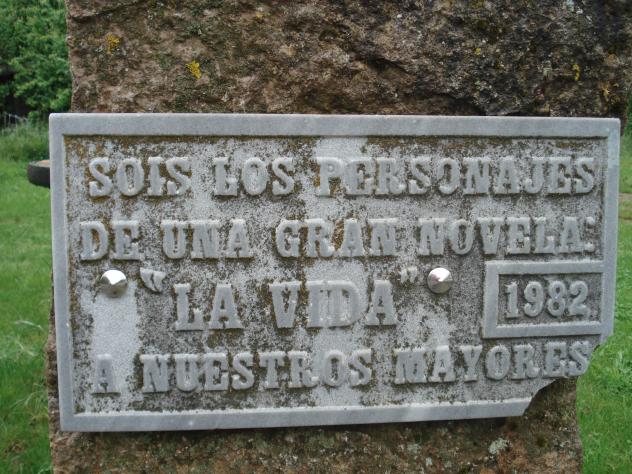 SOIS LOS PERSONAJES
DE UNA GRAN NOVELA:
"LA VIDA"
1982
A NUESTROS MAYORES